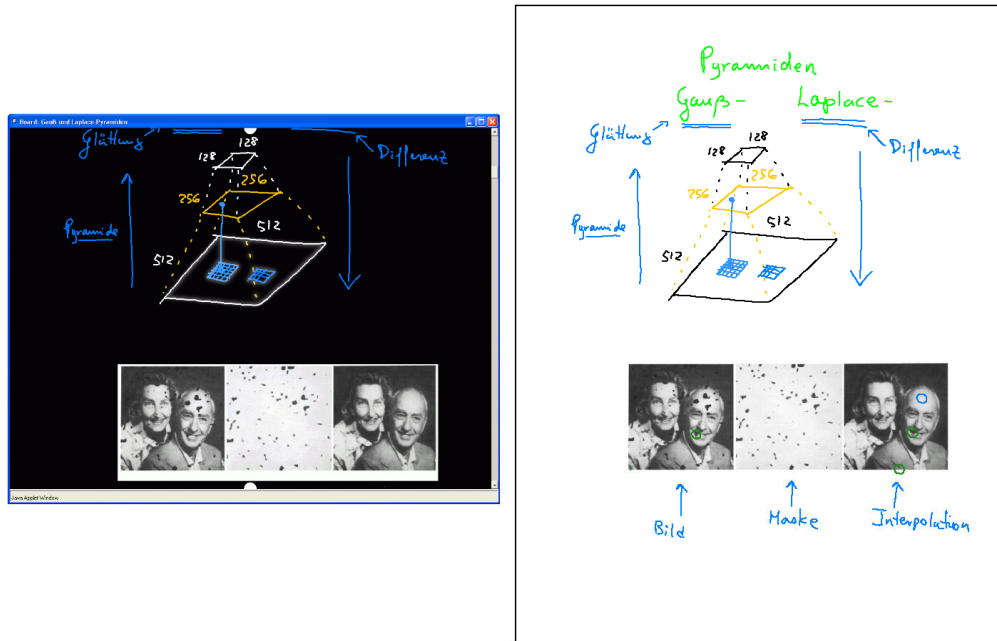 Board: Gauß und Laplace-Pyramiden
Glättung
Differenz
128
128
256
256
Pyramide
512
512
Java Applet Window
Pyramiden
Gauß-
Laplace-
Glättung
Differenz
128
128
256
256
Pyramide
512
512
Bild
Maske
Interpolation